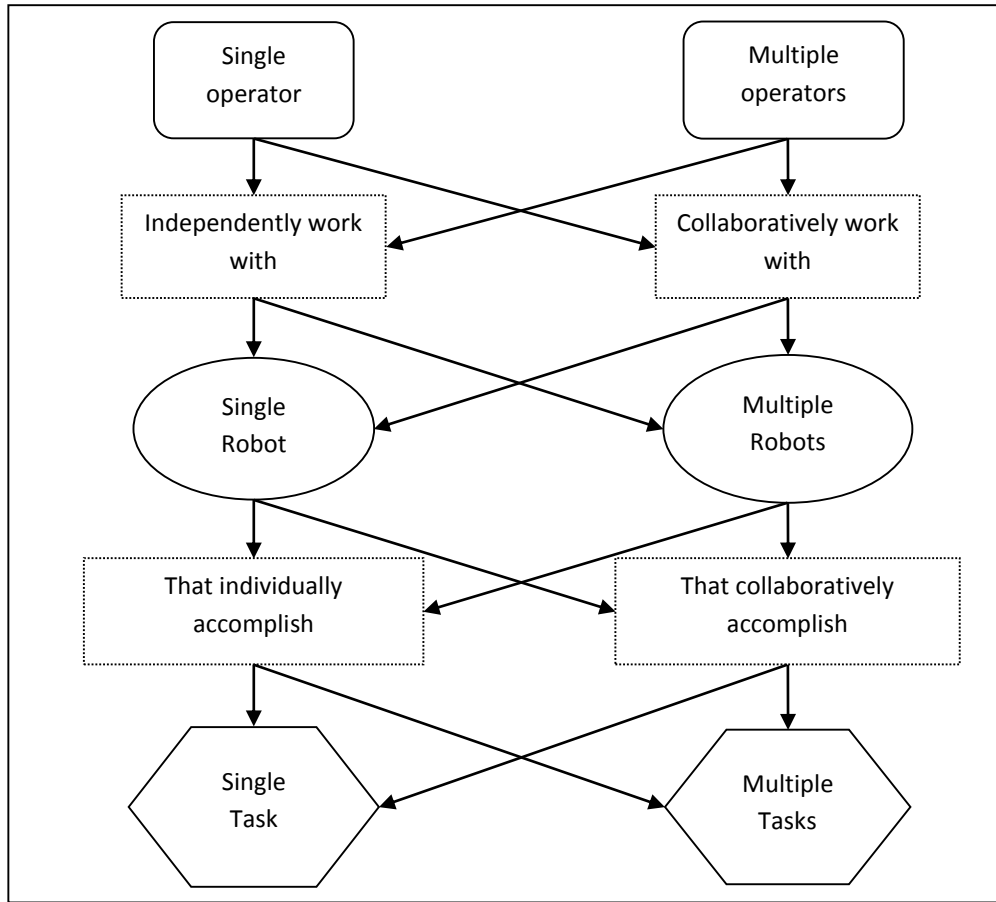 Single
operator
Multiple
operators
Independently work
with
Collaboratively work
with
Single
Robot
Multiple
Robots
That individually
accomplish
That collaboratively
accomplish
Single
Task
Multiple
Tasks